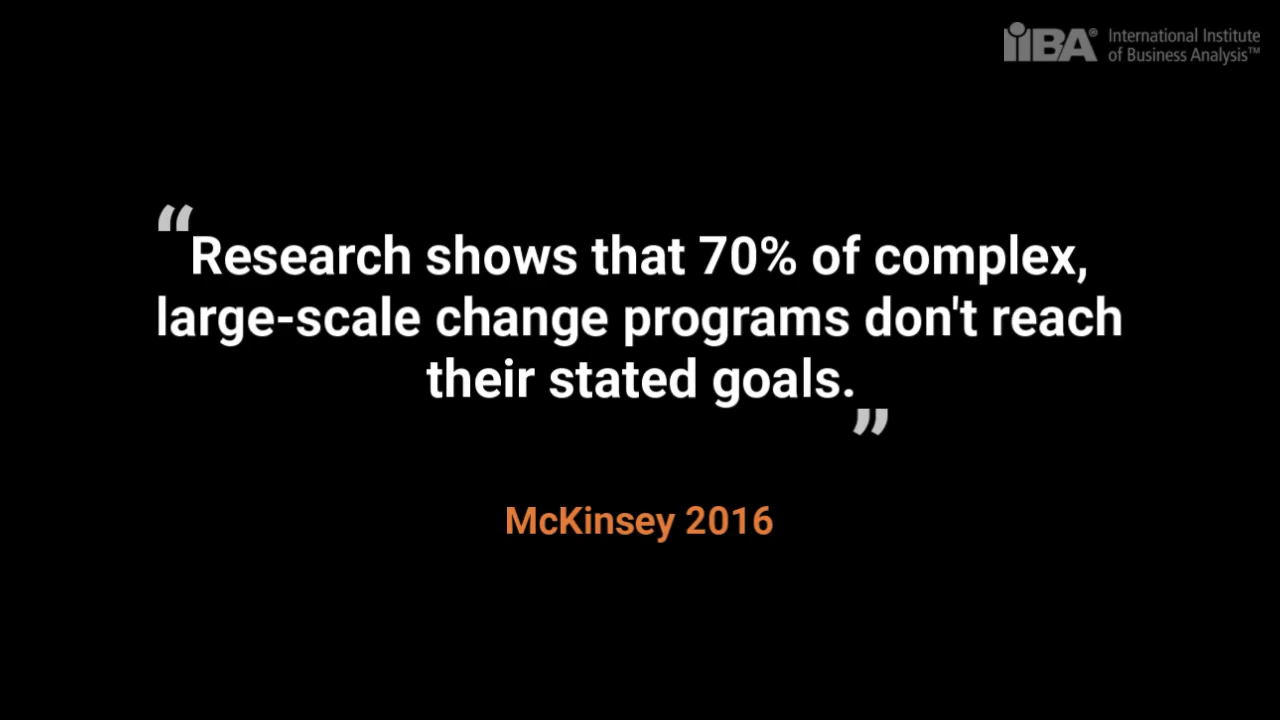 iiBA® International Institute
of Business Analysis™
“Research shows that 70% of complex,
large-scale change programs don't reach
their stated goals.”
McKinsey 2016